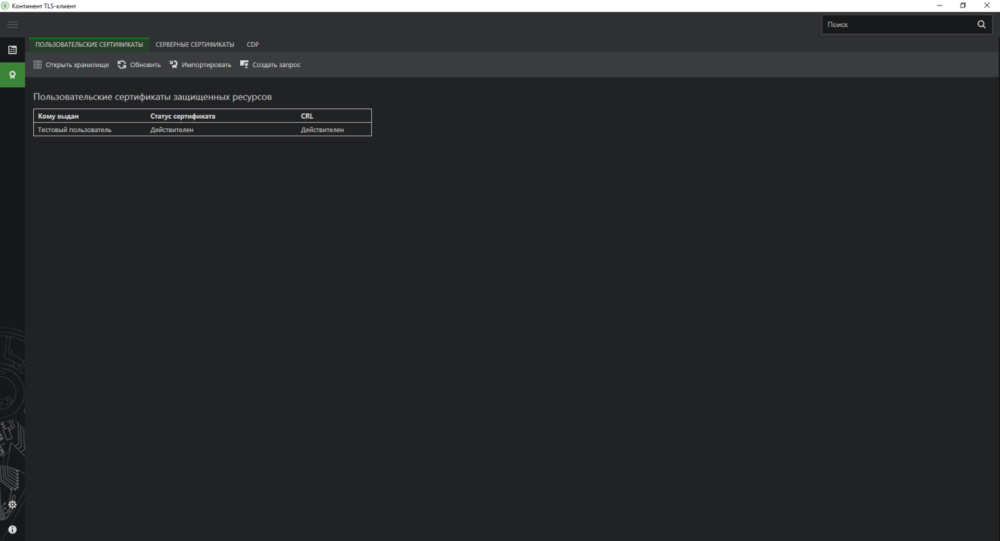 Континент TLS-клиент
Поиск
ПОЛЬЗОВАТЕЛЬСКИЕ СЕРТИФИКАТЫ СЕРВЕРНЫЕ СЕРТИФИКАТЫ CDP
Открыть хранилище Обновить Импортировать Создать запрос
Пользовательские сертификаты защищенных ресурсов
Кому выдан Статус сертификата CRL
Тестовый пользователь Действителен Действителен